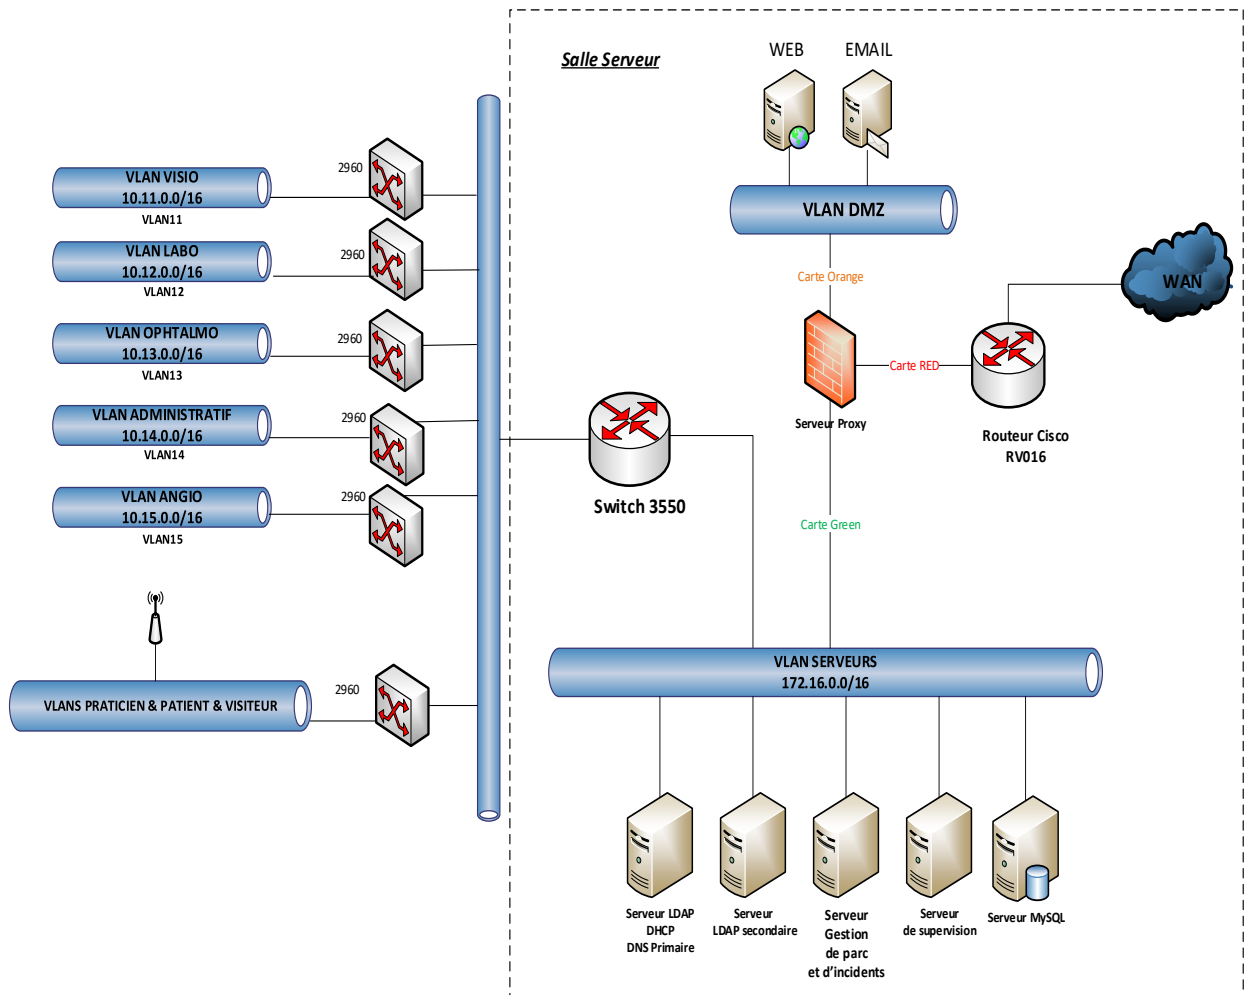 Salle Serveur
WEB
EMAIL
VLAN DMZ
Carte Orange
WAN
Carte RED
Serveur Proxy
Routeur Cisco
RV016
Carte Green
Switch 3550
2960
VLAN VISIO
10.11.0.0/16
VLAN11
2960
VLAN LABO
10.12.0.0/16
VLAN12
2960
VLAN OPHTALMO
10.13.0.0/16
VLAN13
2960
VLAN ADMINISTRATIF
10.14.0.0/16
VLAN14
2960
VLAN ANGIO
10.15.0.0/16
VLAN15
2960
VLANS PRATICIEN & PATIENT & VISITEUR
VLAN SERVEURS
172.16.0.0/16
Serveur LDAP
DHCP
DNS Primaire
Serveur
LDAP secondaire
Serveur
Gestion
de parc
et d'incidents
Serveur
de supervision
Serveur MySQL